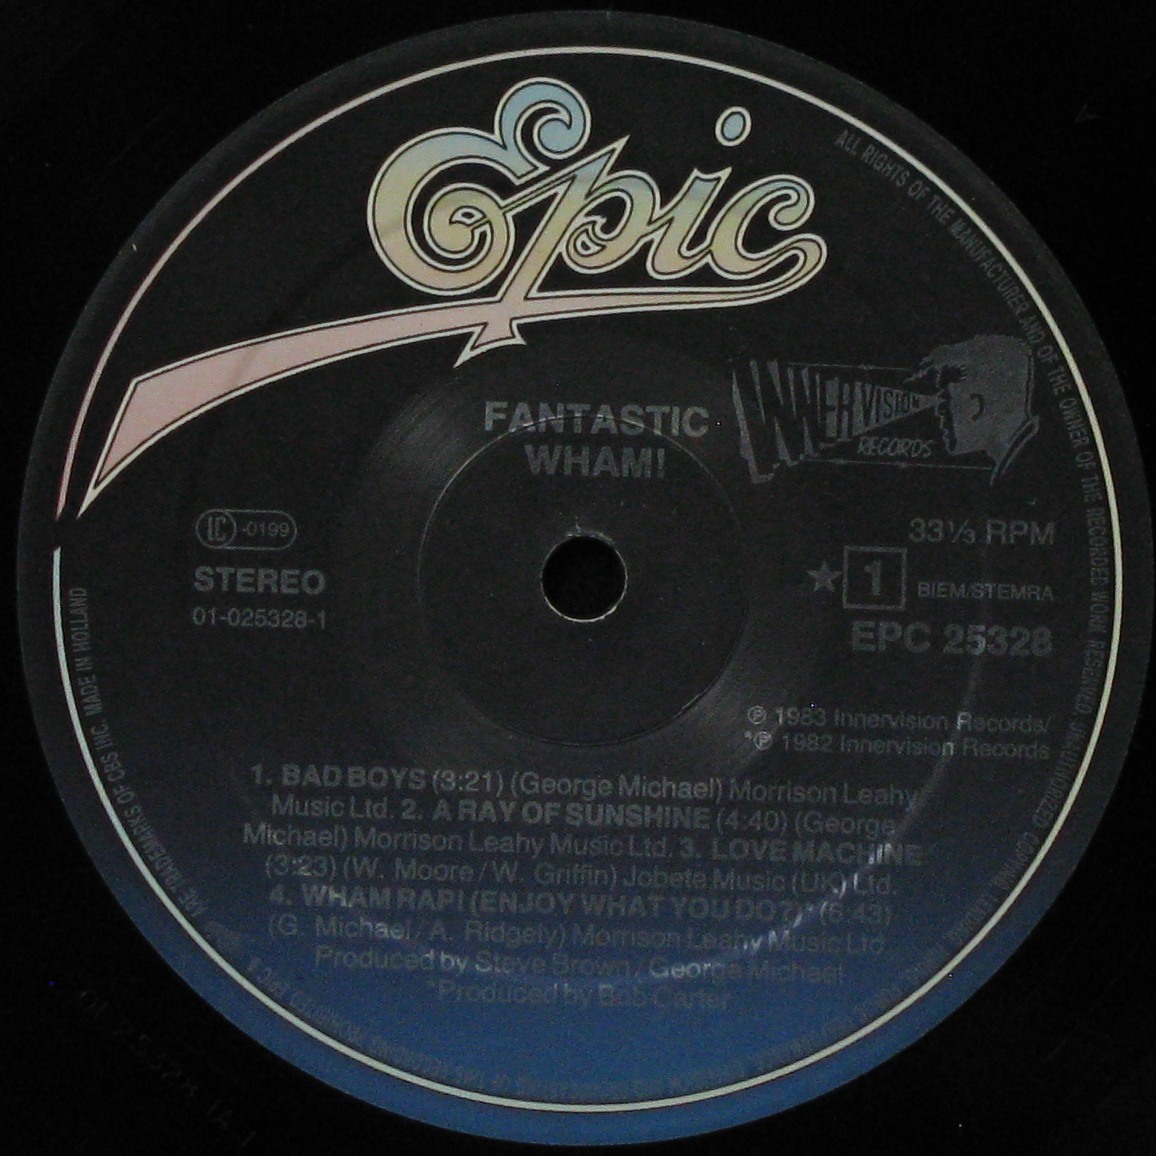 Epic
ALL RIGHTS OF THE MANUFACTURER AND OF THE OWNER OF THE RECORDED WORK RESERVED. UNAUTHORIZED COPYING,
INNERVISION
RECORDS
FANTASTIC
WHAM!
LC -0199
33⅓ RPM
STEREO
★ 1 BIEM/STEMRA
01-025328-1
EPC 25328
℗ 1983 Innervision Records/
*℗ 1982 Innervision Records
1. BAD BOYS (3:21) (George Michael) Morrison Leahy
Music Ltd. 2. A RAY OF SUNSHINE (4:40) (George
Michael) Morrison Leahy Music Ltd. 3. LOVE MACHINE
(3:23) (W. Moore/W. Griffin) Jobete Music (UK) Ltd.
4. WHAM RAP! (ENJOY WHAT YOU DO?)* (6:43)
(G. Michael/A. Ridgely) Morrison Leahy Music Ltd.
Produced by Steve Brown/George Michael
*Produced by Bob Carter
ARE TRADEMARKS OF CBS INC. MADE IN HOLLAND